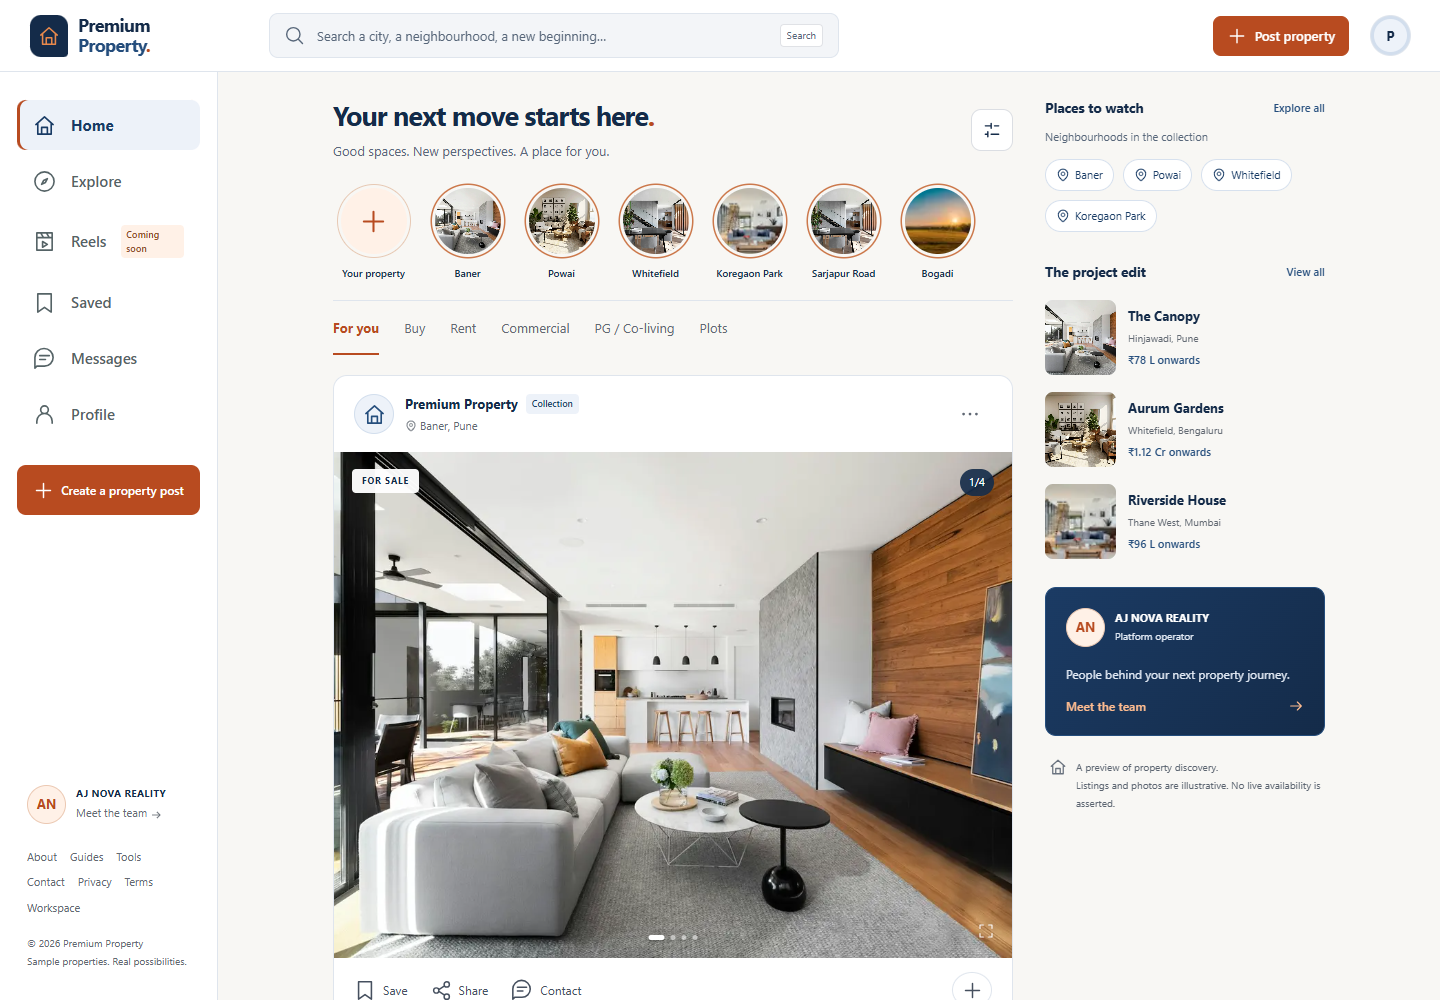 Premium
Property.
Search a city, a neighbourhood, a new beginning...
Search
Post property
P
Home
Explore
Reels
Coming
soon
Saved
Messages
Profile
Create a property post
AN
AJ NOVA REALITY
Meet the team →
About Guides Tools
Contact Privacy Terms
Workspace
© 2026 Premium Property
Sample properties. Real possibilities.
Your next move starts here.
Good spaces. New perspectives. A place for you.
Your property
Baner
Powai
Whitefield
Koregaon Park
Sarjapur Road
Bogadi
For you
Buy
Rent
Commercial
PG / Co-living
Plots
Premium Property
Collection
Baner, Pune
FOR SALE
1/4
Save
Share
Contact
Places to watch
Explore all
Neighbourhoods in the collection
Baner
Powai
Whitefield
Koregaon Park
The project edit
View all
The Canopy
Hinjawadi, Pune
₹78 L onwards
Aurum Gardens
Whitefield, Bengaluru
₹1.12 Cr onwards
Riverside House
Thane West, Mumbai
₹96 L onwards
AN
AJ NOVA REALITY
Platform operator
People behind your next property journey.
Meet the team →
A preview of property discovery.
Listings and photos are illustrative. No live availability is
asserted.